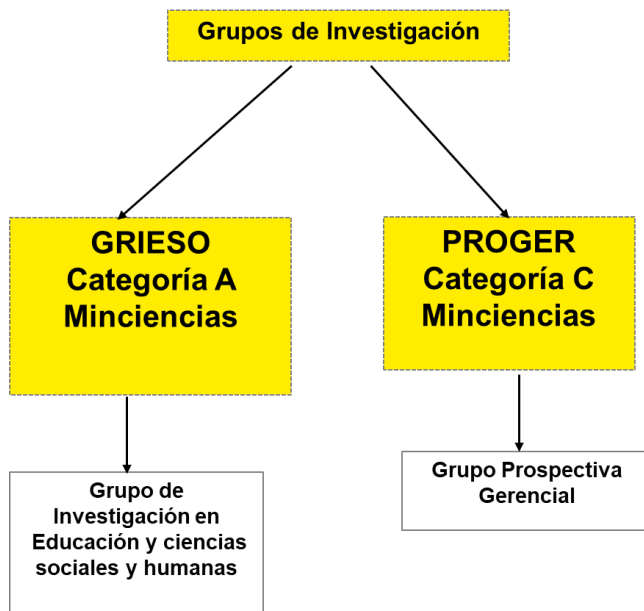 Grupos de Investigación
GRIESO
Categoría A
Minciencias
PROGER
Categoría C
Minciencias
Grupo de
Investigación en
Educación y ciencias
sociales y humanas
Grupo Prospectiva
Gerencial